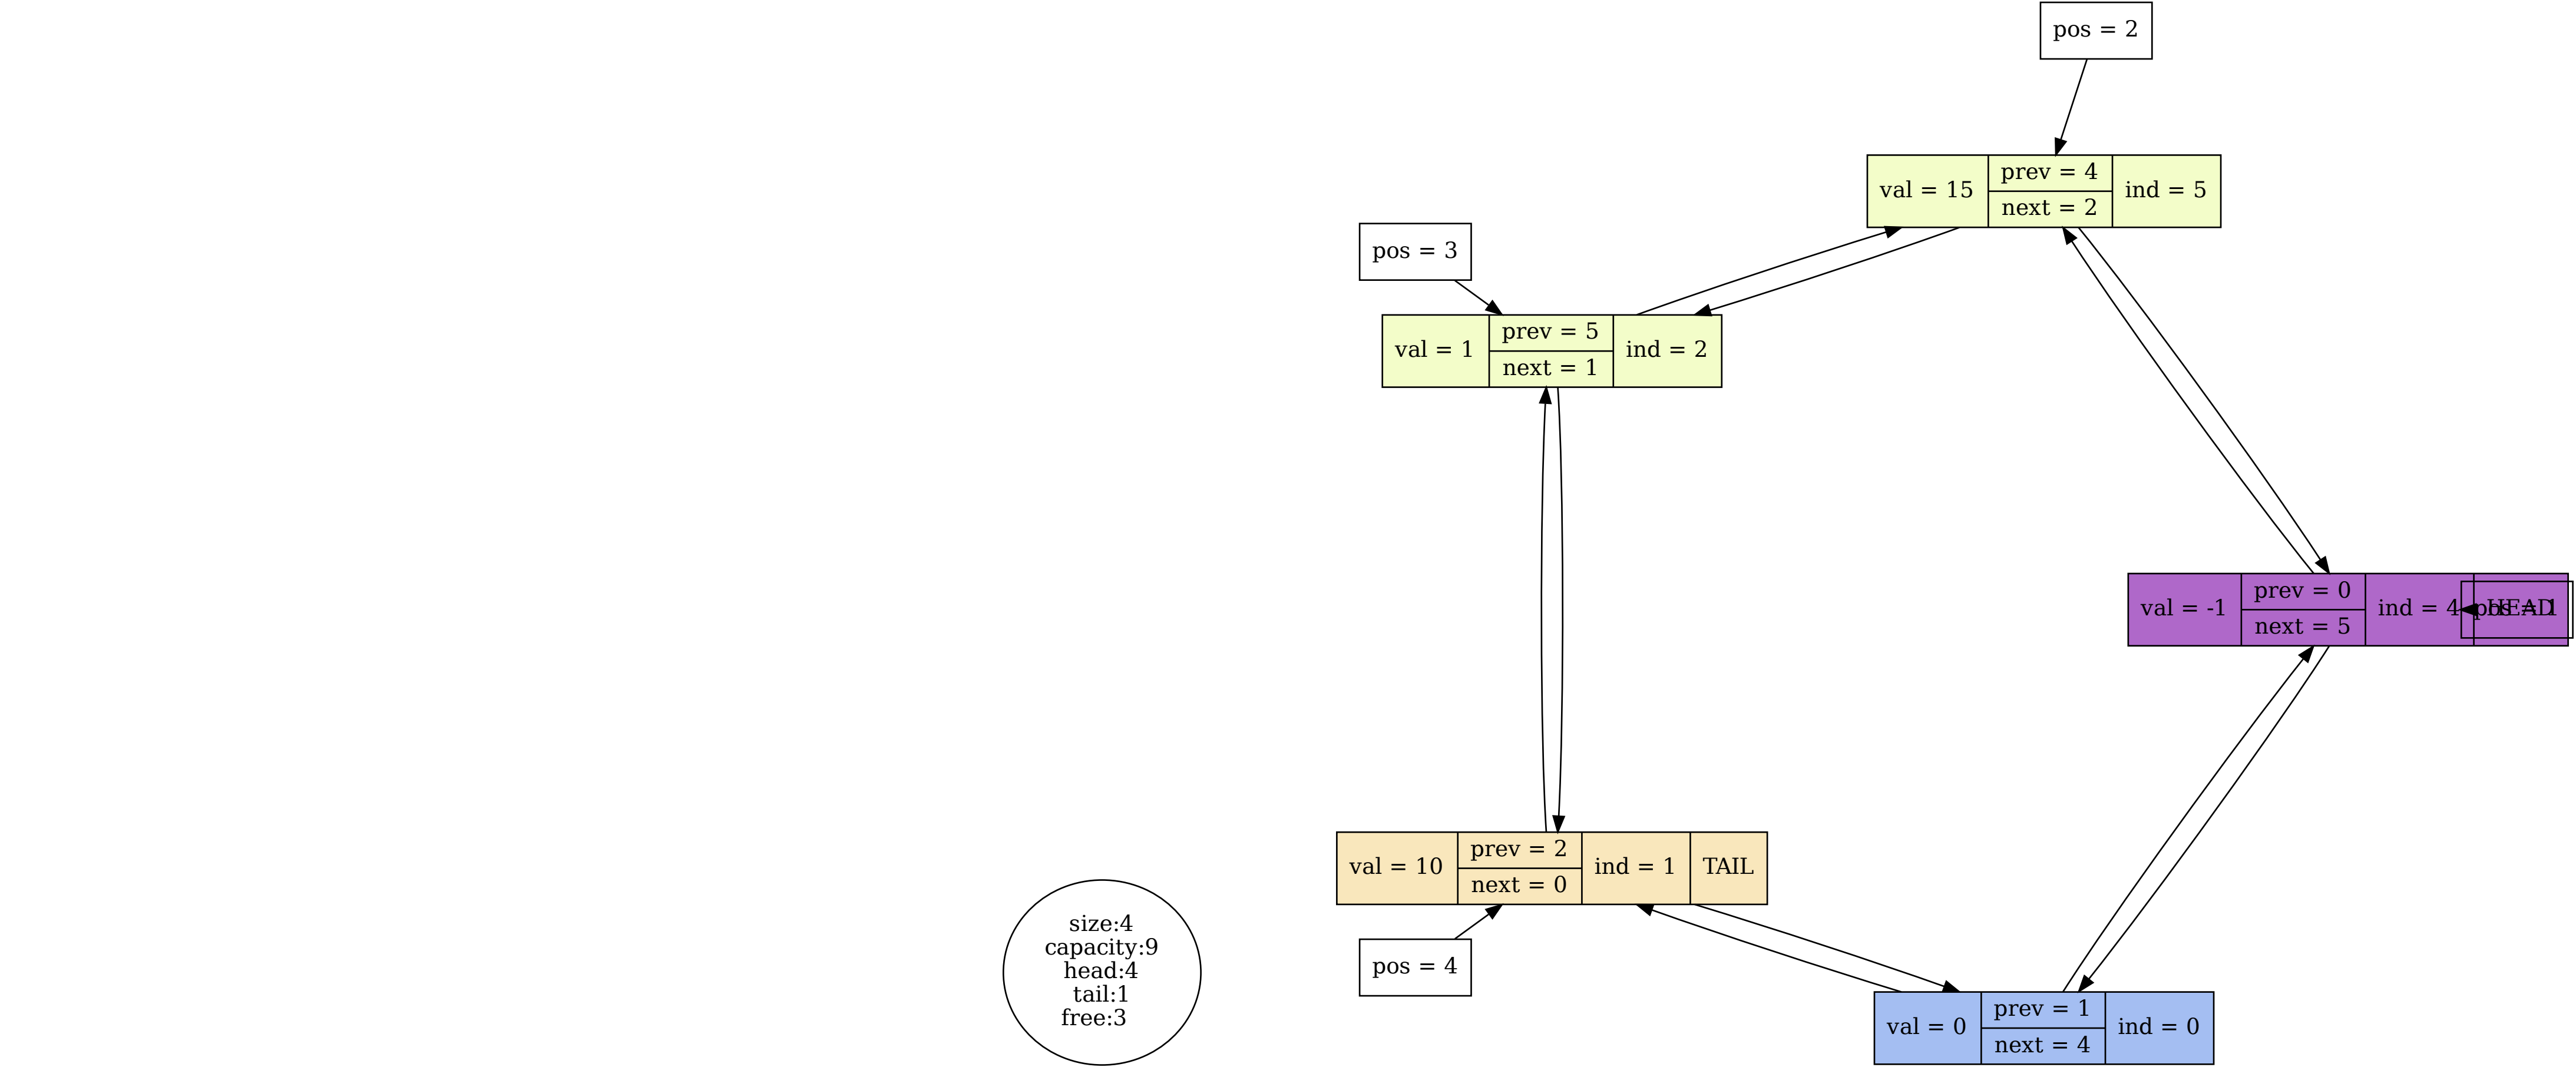 pos = 2
val = 15
prev = 4
next = 2
ind = 5
pos = 3
val = 1
prev = 5
next = 1
ind = 2
val = -1
prev = 0
next = 5
ind = 4
HEAD
pos = 1
val = 10
prev = 2
next = 0
ind = 1
TAIL
pos = 4
size:4
capacity:9
head:4
tail:1
free:3
val = 0
prev = 1
next = 4
ind = 0